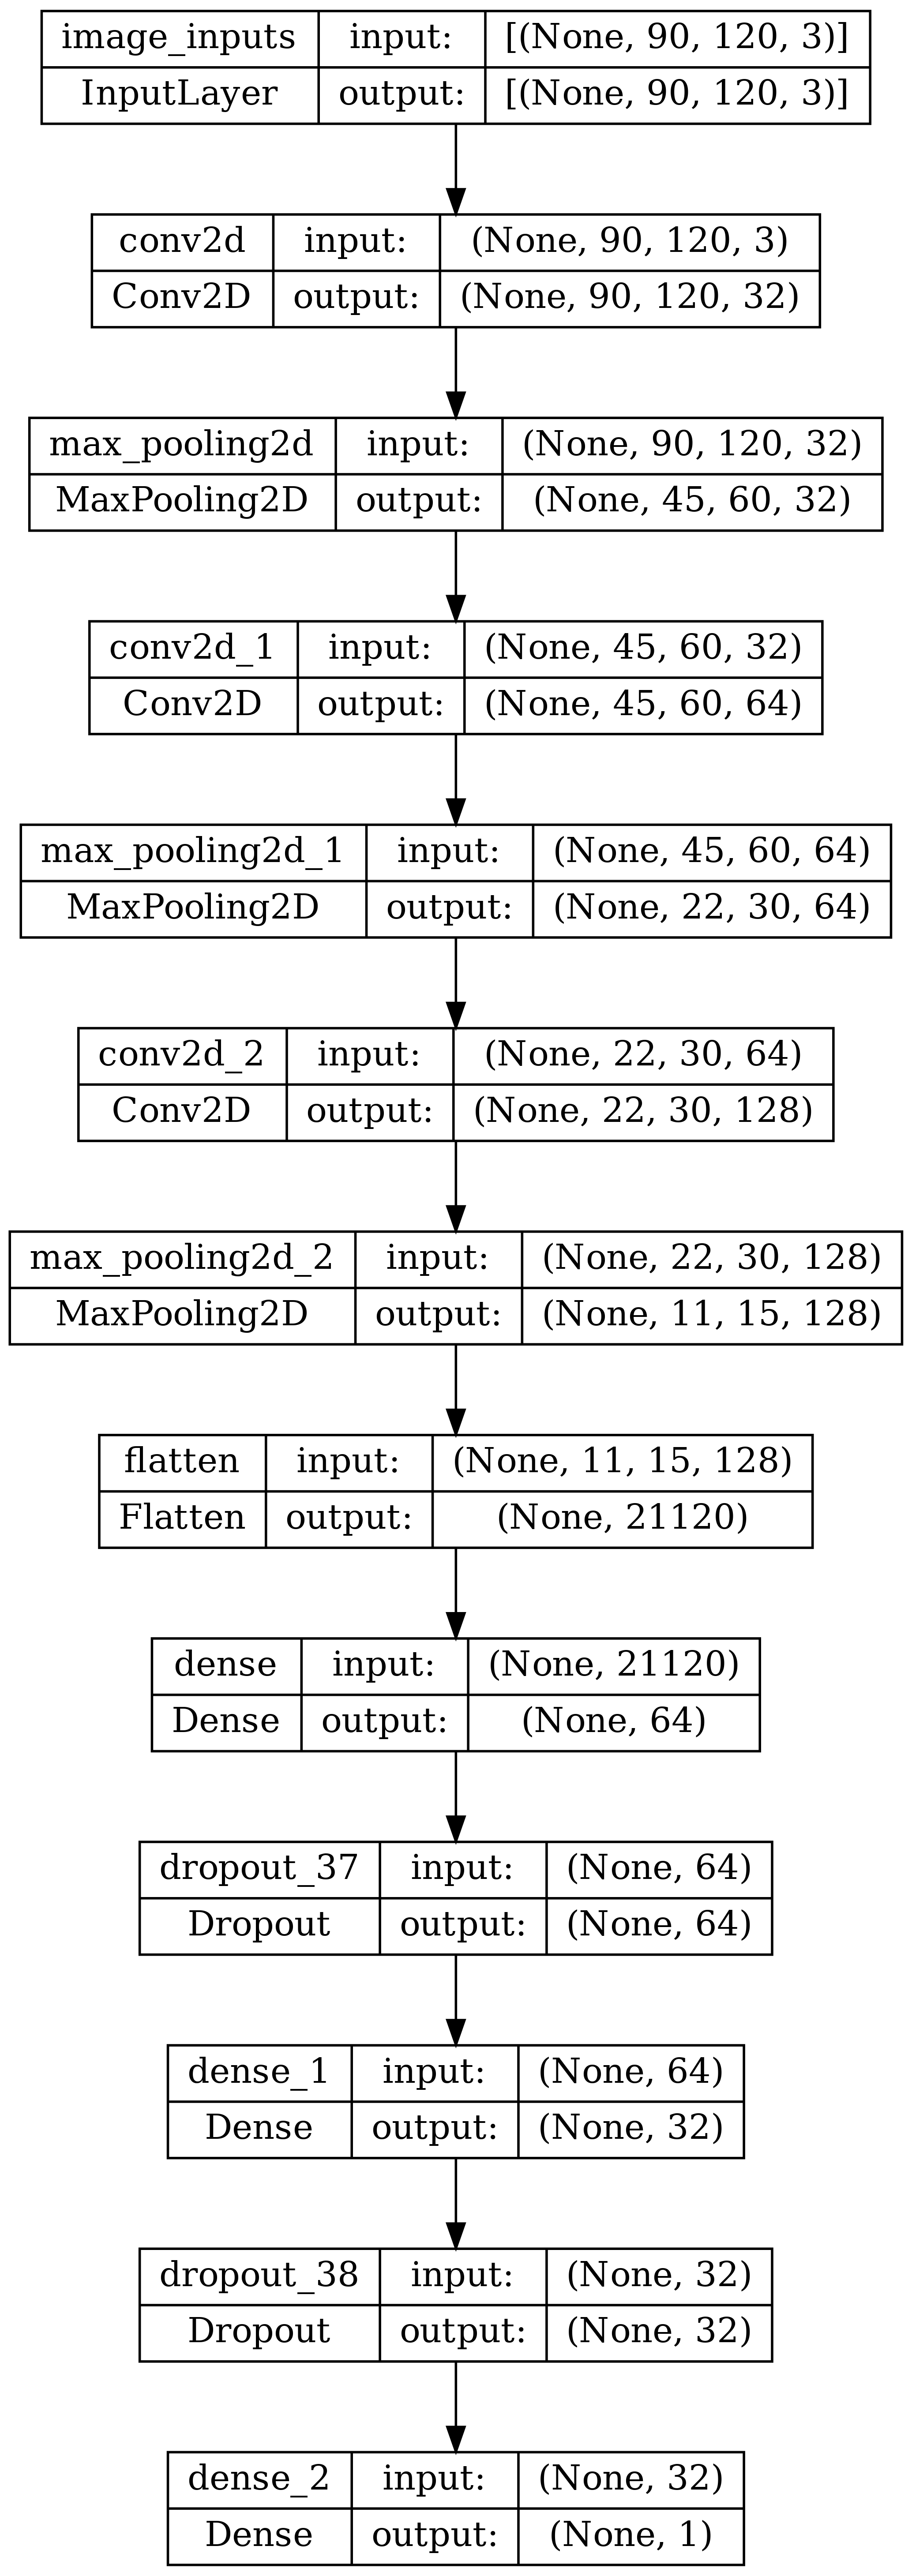 image_inputs input: [(None, 90, 120, 3)]
InputLayer output: [(None, 90, 120, 3)]
conv2d input: (None, 90, 120, 3)
Conv2D output: (None, 90, 120, 32)
max_pooling2d input: (None, 90, 120, 32)
MaxPooling2D output: (None, 45, 60, 32)
conv2d_1 input: (None, 45, 60, 32)
Conv2D output: (None, 45, 60, 64)
max_pooling2d_1 input: (None, 45, 60, 64)
MaxPooling2D output: (None, 22, 30, 64)
conv2d_2 input: (None, 22, 30, 64)
Conv2D output: (None, 22, 30, 128)
max_pooling2d_2 input: (None, 22, 30, 128)
MaxPooling2D output: (None, 11, 15, 128)
flatten input: (None, 11, 15, 128)
Flatten output: (None, 21120)
dense input: (None, 21120)
Dense output: (None, 64)
dropout_37 input: (None, 64)
Dropout output: (None, 64)
dense_1 input: (None, 64)
Dense output: (None, 32)
dropout_38 input: (None, 32)
Dropout output: (None, 32)
dense_2 input: (None, 32)
Dense output: (None, 1)